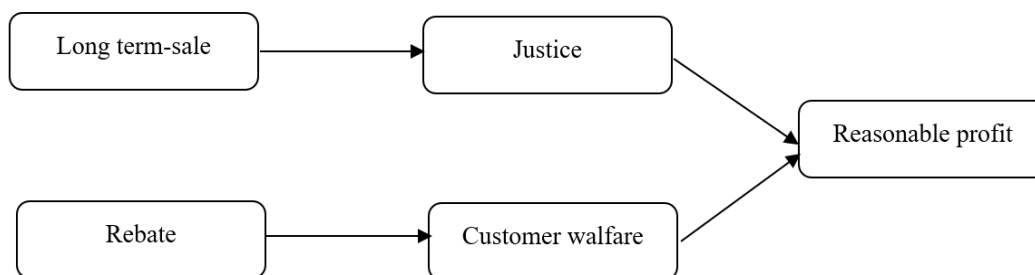 Long term-sale
Justice
Reasonable profit
Rebate
Customer walfare